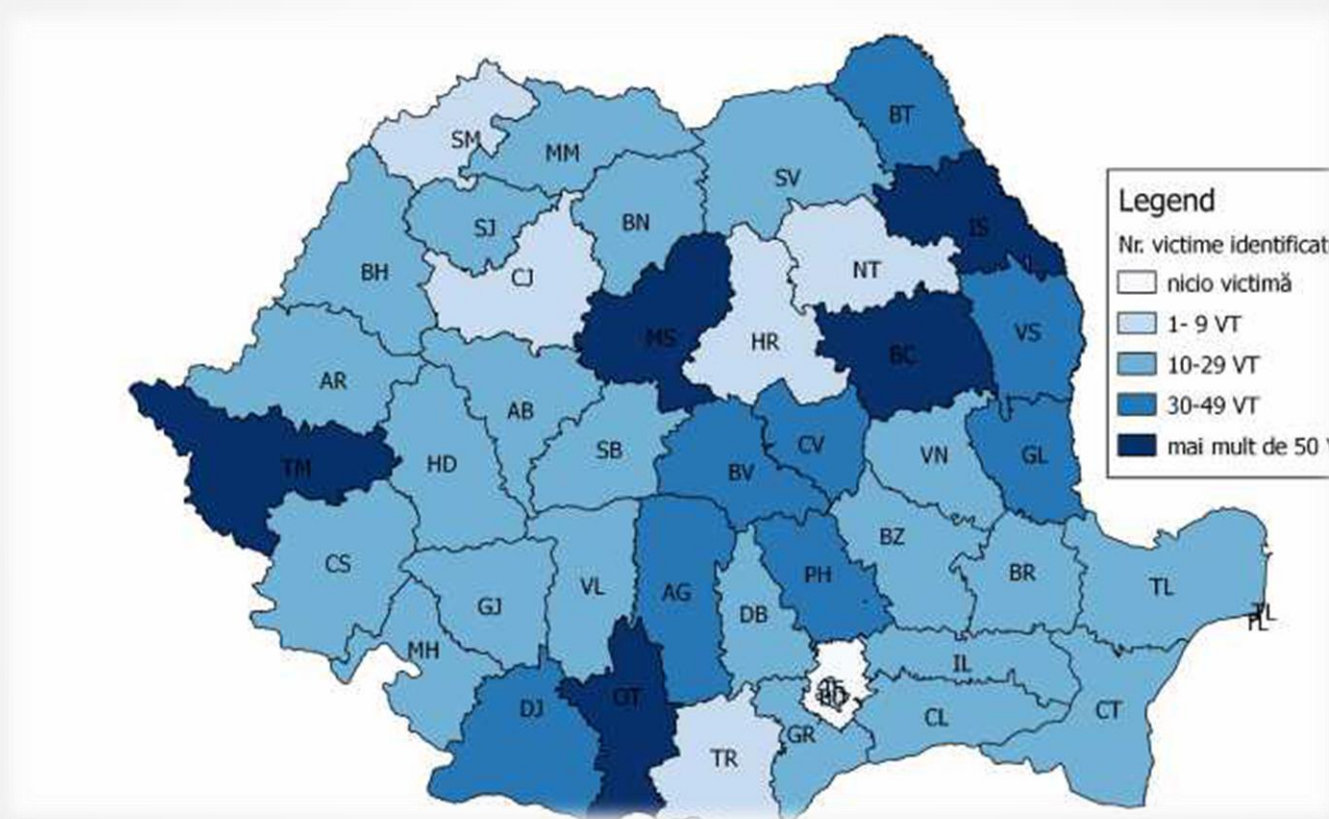 BT
SM
MM
SV
SJ
BN
IS
BH
CJ
NT
MS
HR
BC
VS
AR
AB
TM
HD
SB
BV
CV
VN
GL
CS
GJ
VL
AG
DB
PH
BZ
BR
TL
TL
TL
MH
IL
DJ
OT
CL
CT
GR
TR
Legend
Nr. victime identificat
nicio victimă
1- 9 VT
10-29 VT
30-49 VT
mai mult de 50